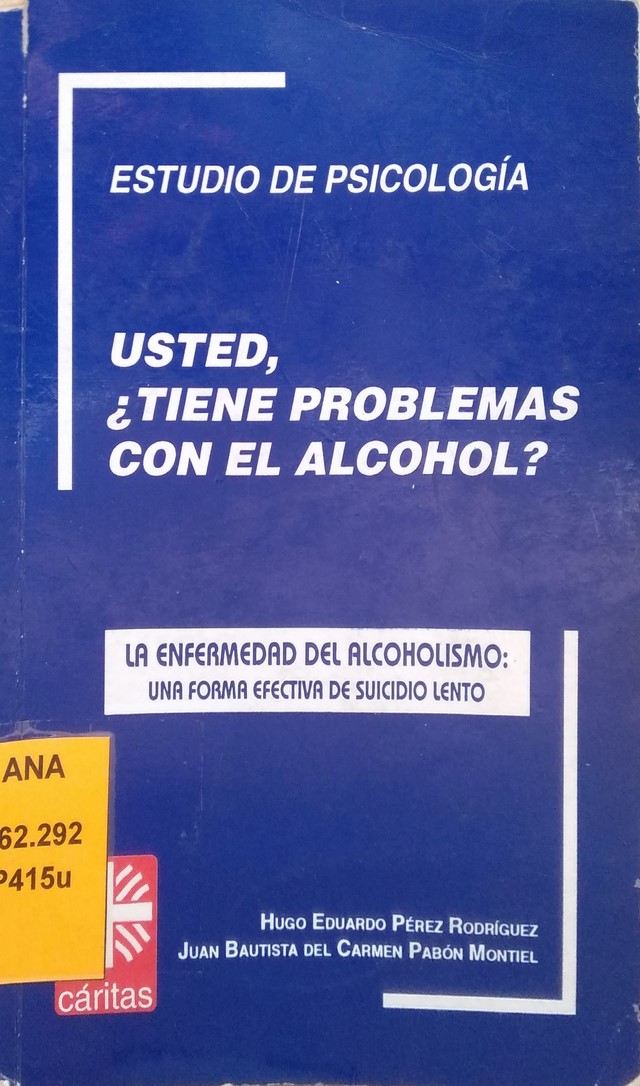 ESTUDIO DE PSICOLOGÍA
USTED,
¿TIENE PROBLEMAS
CON EL ALCOHOL?
LA ENFERMEDAD DEL ALCOHOLISMO:
UNA FORMA EFECTIVA DE SUICIDIO LENTO
ANA
62.292
P415u
HUGO EDUARDO PÉREZ RODRÍGUEZ
JUAN BAUTISTA DEL CARMEN PABÓN MONTIEL
cáritas